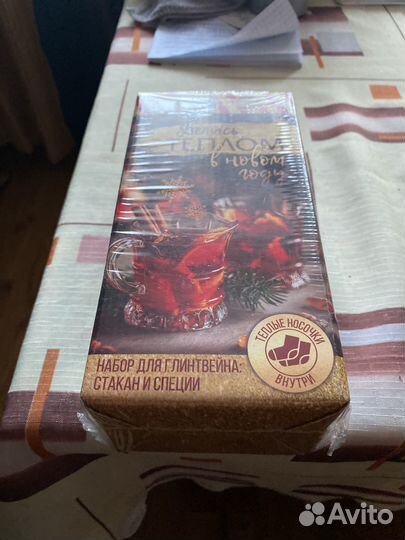 Делись
ТЕПЛОМ
в новом
году
НАБОР ДЛЯ ГЛИНТВЕЙНА:
СТАКАН И СПЕЦИИ
ТЕПЛЫЕ НОСОЧКИ
ВНУТРИ
Avito